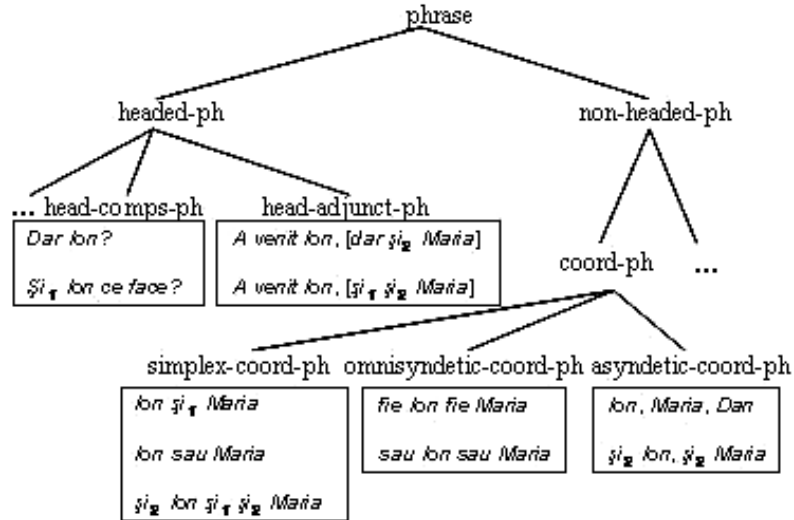 phrase
headed-ph non-headed-ph
... head-comps-ph head-adjunct-ph
Dar Ion?
Şi₁ Ion ce face?
A venit Ion, [dar şi₂ Maria]
A venit Ion, [şi₁ şi₂ Maria]
coord-ph ...
simplex-coord-ph omnisyndetic-coord-ph asyndetic-coord-ph
Ion şi₁ Maria
Ion sau Maria
şi₂ Ion şi₁ şi₂ Maria
fie Ion fie Maria
sau Ion sau Maria
Ion, Maria, Dan
şi₂ Ion, şi₂ Maria